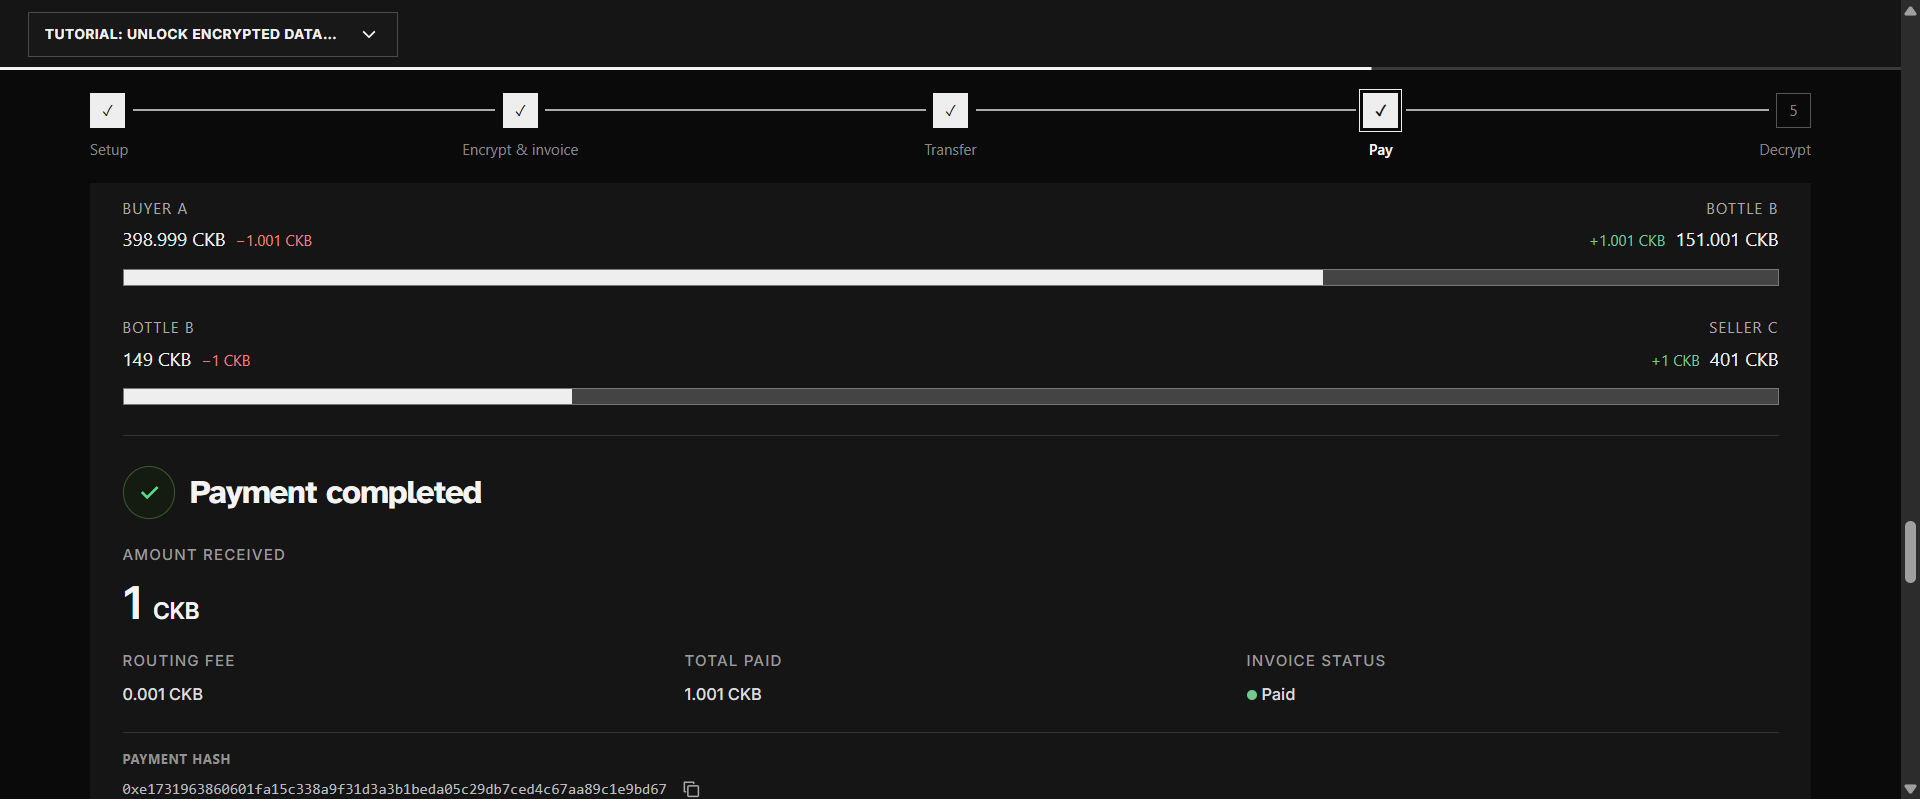 TUTORIAL: UNLOCK ENCRYPTED DATA...
✓ ✓ ✓ ✓ 5
Setup Encrypt & invoice Transfer Pay Decrypt
BUYER A BOTTLE B
398.999 CKB −1.001 CKB +1.001 CKB 151.001 CKB
BOTTLE B SELLER C
149 CKB −1 CKB +1 CKB 401 CKB
Payment completed
AMOUNT RECEIVED
1 CKB
ROUTING FEE TOTAL PAID INVOICE STATUS
0.001 CKB 1.001 CKB Paid
PAYMENT HASH
0xe1731963860601fa15c338a9f31d3a3b1beda05c29db7ced4c67aa89c1e9bd67